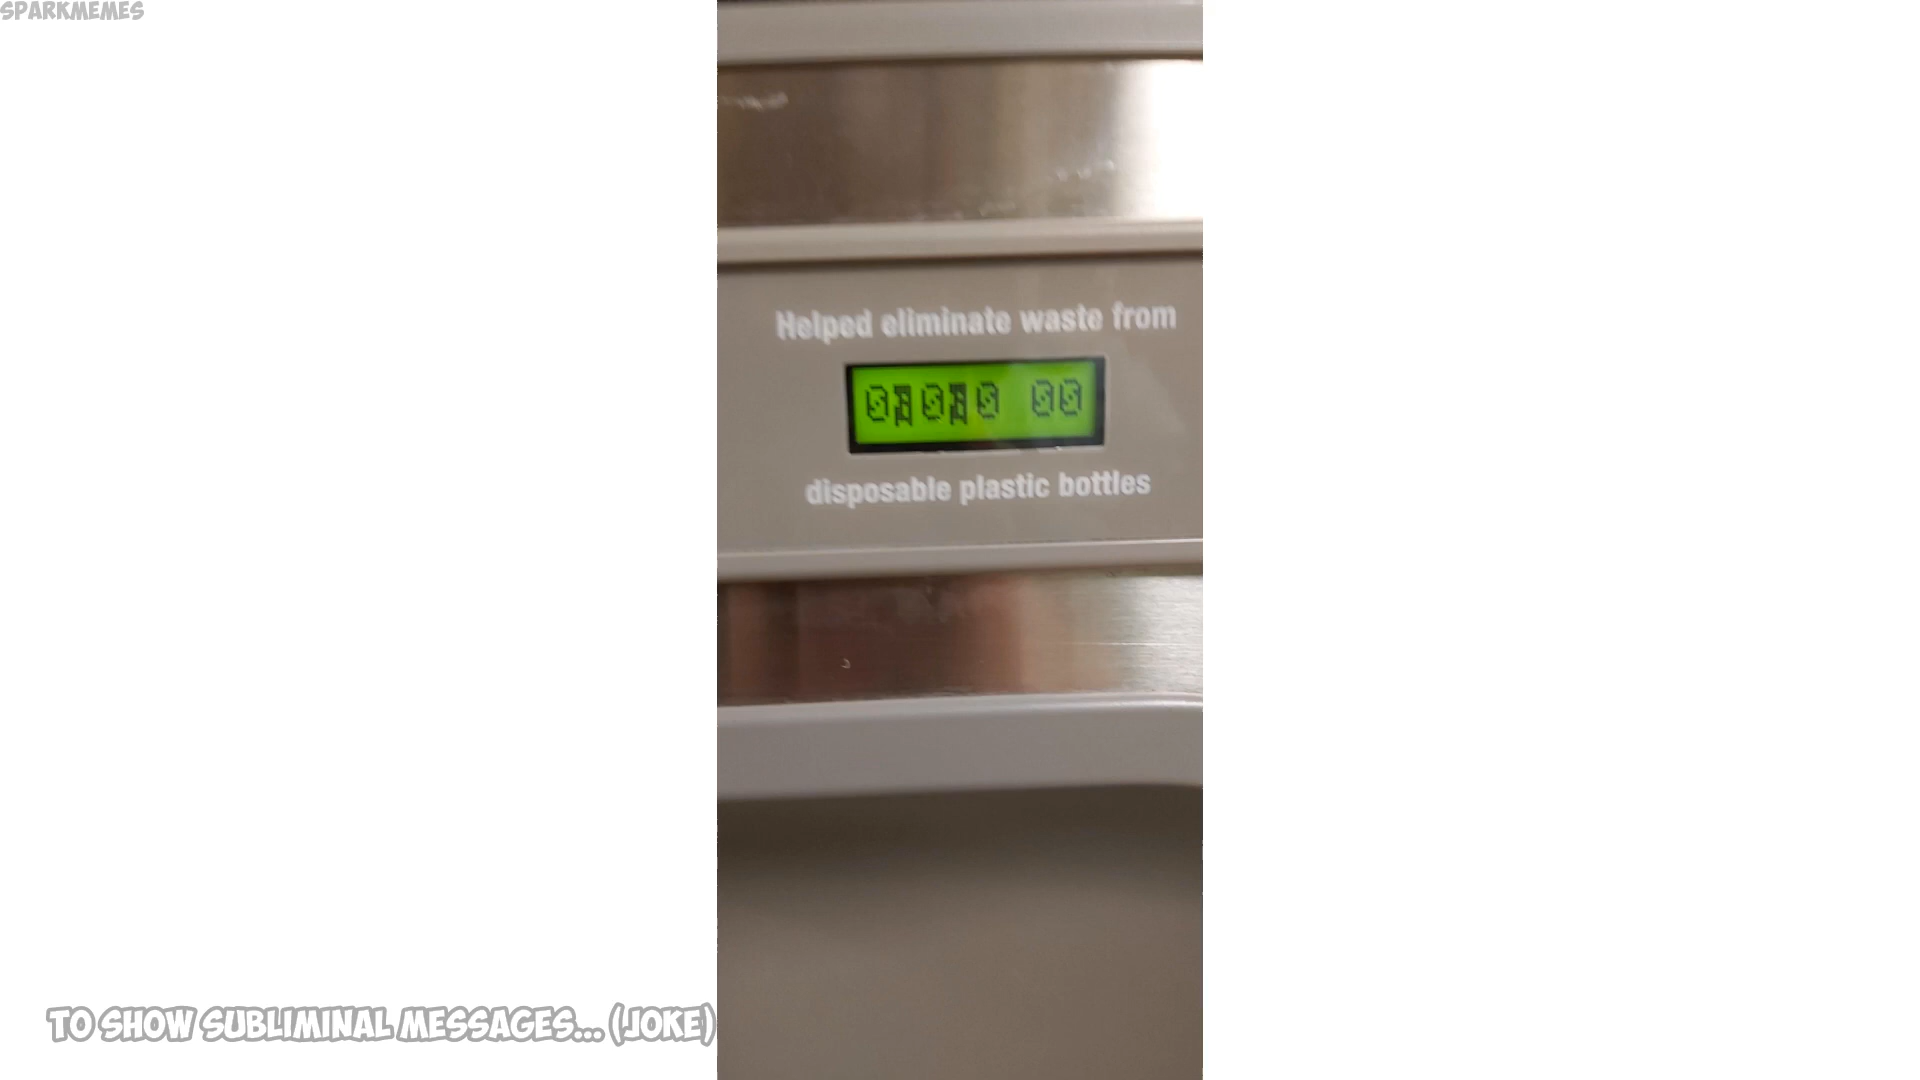 SPARKMEMES
Helped eliminate waste from
disposable plastic bottles
TO SHOW SUBLIMINAL MESSAGES... (JOKE)